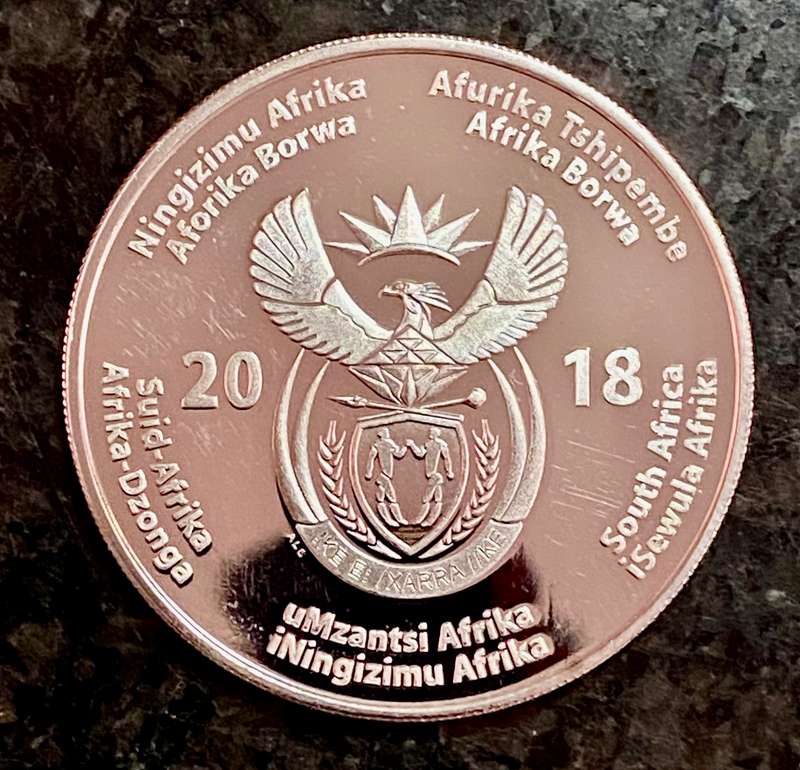 Ningizimu Afrika
Aforika Borwa
Afurika Tshipembe
Afrika Borwa
20 18
Suid-Afrika
Afrika-Dzonga
South Africa
iSewula Afrika
ALS
!KE E: /XARRA //KE
uMzantsi Afrika
iNingizimu Afrika